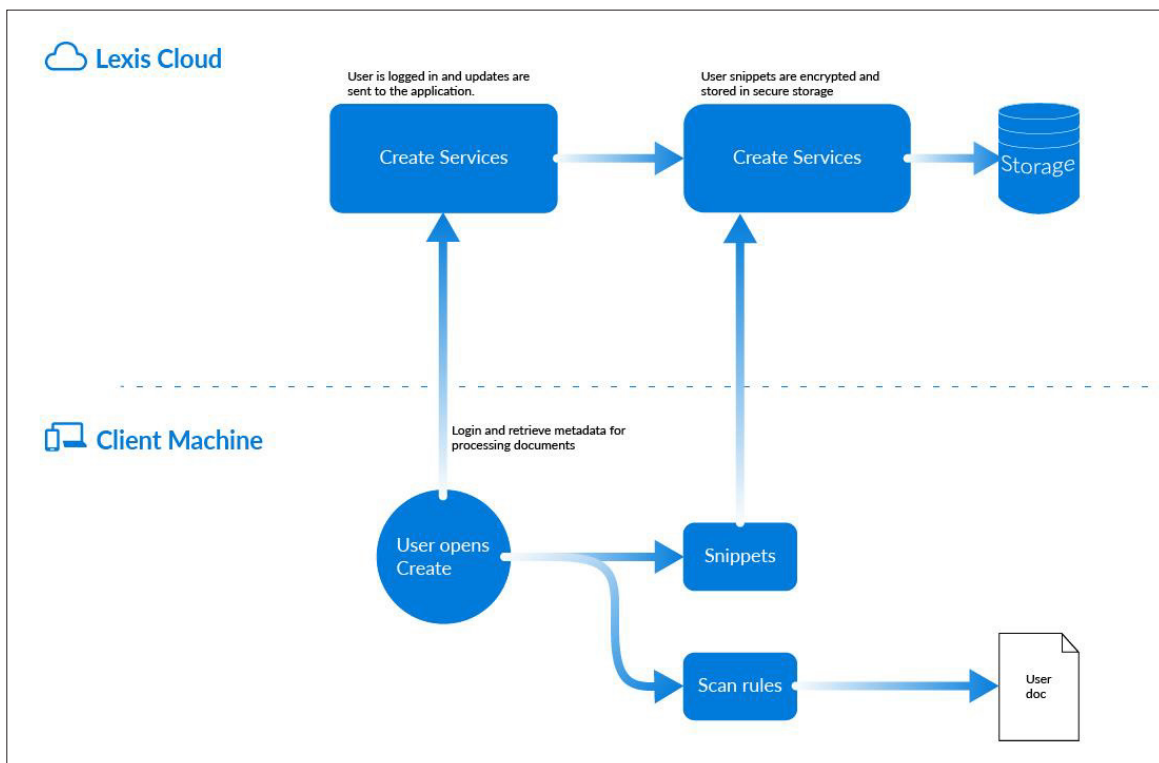 Lexis Cloud
User is logged in and updates are
sent to the application.
User snippets are encrypted and
stored in secure storage
Create Services
Create Services
Storage
Client Machine
Login and retrieve metadata for
processing documents
User opens
Create
Snippets
Scan rules
User
doc